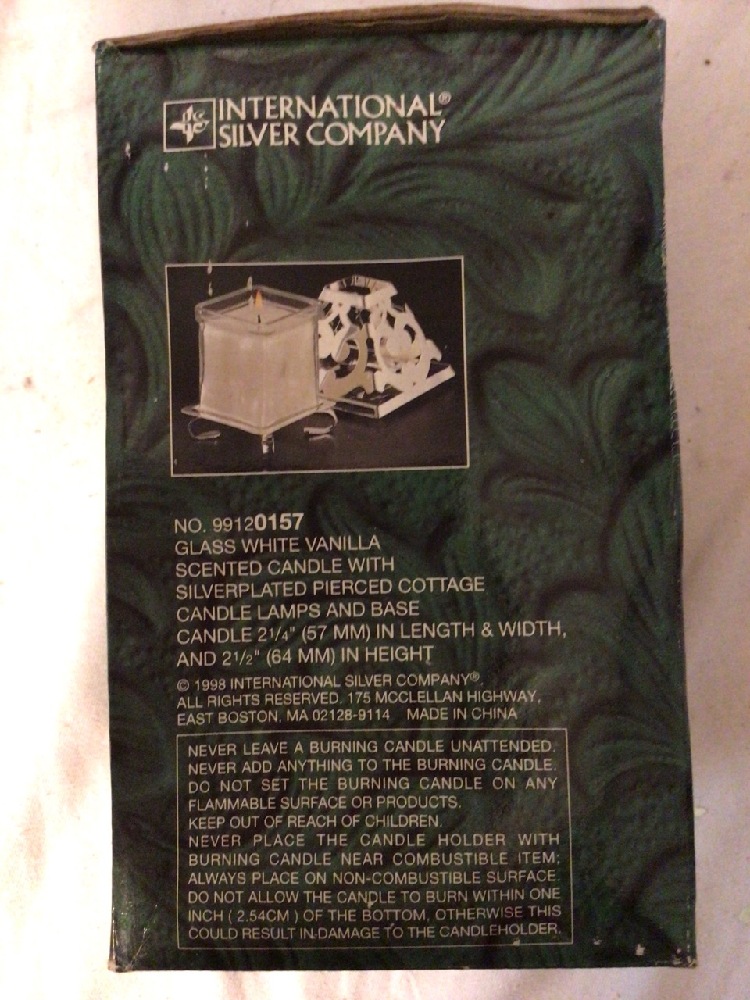 INTERNATIONAL®
SILVER COMPANY
NO. 99120157
GLASS WHITE VANILLA
SCENTED CANDLE WITH
SILVERPLATED PIERCED COTTAGE
CANDLE LAMPS AND BASE
CANDLE 2 1/4" (57 MM) IN LENGTH & WIDTH,
AND 2 1/2" (64 MM) IN HEIGHT
© 1998 INTERNATIONAL SILVER COMPANY®.
ALL RIGHTS RESERVED. 175 MCCLELLAN HIGHWAY,
EAST BOSTON, MA 02128-9114 MADE IN CHINA
NEVER LEAVE A BURNING CANDLE UNATTENDED.
NEVER ADD ANYTHING TO THE BURNING CANDLE.
DO NOT SET THE BURNING CANDLE ON ANY
FLAMMABLE SURFACE OR PRODUCTS.
KEEP OUT OF REACH OF CHILDREN.
NEVER PLACE THE CANDLE HOLDER WITH
BURNING CANDLE NEAR COMBUSTIBLE ITEM;
ALWAYS PLACE ON NON-COMBUSTIBLE SURFACE.
DO NOT ALLOW THE CANDLE TO BURN WITHIN ONE
INCH ( 2.54CM ) OF THE BOTTOM, OTHERWISE THIS
COULD RESULT IN DAMAGE TO THE CANDLEHOLDER.